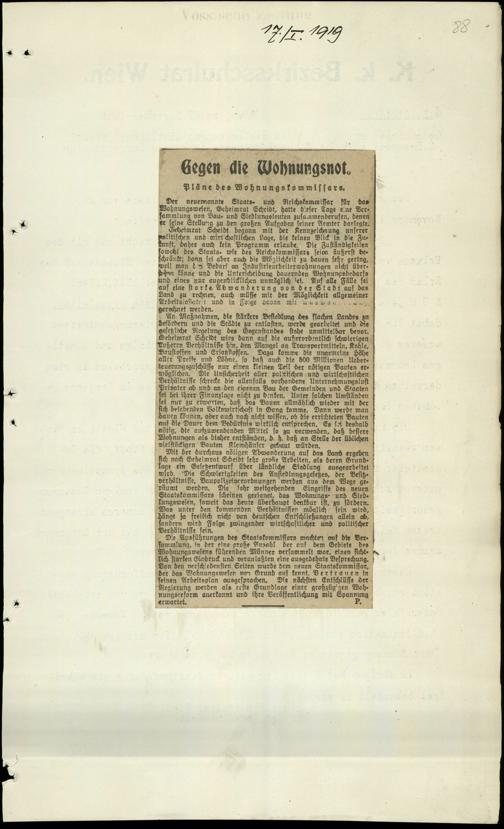 17./I. 1919
88
K. k. Bezirksschulrat Wien.
Gegen die Wohnungsnot.
Pläne des Wohnungskommissars.
Der neuernannte Staats- und Reichskommissar für das
Wohnungswesen, Geheimrat Scheidt, hatte dieser Tage eine Ver-
sammlung von Bau- und Siedlungsleuten zusammenberufen, denen
er seine Stellung zu den großen Aufgaben seiner Aemter darlegte.
Geheimrat Scheidt begann mit der Kennzeichnung unserer
politischen und wirtschaftlichen Lage, die keinen Blick in die Zu-
kunft, daher auch kein Programm erlaube. Die Zuständigkeiten
sowohl des Staats- wie des Reichskommissars seien äußerst be-
schränkt; dann sei aber auch die Möglichkeit zu bauen sehr gering,
weil man den Bedarf an Industriearbeiterwohnungen nicht über-
sehen könne und die Unterscheidung dauernden Wohnungsbedarfs
und eines nur augenblicklichen unmöglich sei. Auf alle Fälle sei
auf eine starke Abwanderung von der Stadt auf das
Land zu rechnen, auch müsse mit der Möglichkeit allgemeiner
Arbeitslosigkeit und in Folge davon mit
gerechnet werden.
An Maßnahmen, die stärkere Besiedlung des flachen Landes zu
befördern und die Städte zu entlasten, werde gearbeitet und die
gesetzliche Regelung des Gegenstandes stehe unmittelbar bevor.
Geheimrat Scheidt wies dann auf die außerordentlich schwierigen
äußeren Verhältnisse hin, den Mangel an Transportmitteln, Kohle,
Baustoffen und Ersatzstoffen. Dazu komme die ungemeine Höhe
aller Preise und Löhne, so daß auch die 500 Millionen Ueber-
teuerungszuschüsse nur einen kleinen Teil der nötigen Bauten er-
möglichen. Die Unsicherheit aller politischen und wirtschaftlichen
Verhältnisse schrecke die allenfalls vorhandene Unternehmungslust
Privater ab und an den eigenen Bau der Gemeinden und Staaten
sei bei ihrer Finanzlage nicht zu denken. Unter solchen Umständen
sei nur zu erwarten, daß das Bauen allmählich wieder mit der
sich belebenden Volkswirtschaft in Gang komme. Dann werde man
bauen können, aber auch noch nicht wissen, ob die errichteten Bauten
auf die Dauer dem Bedürfnis wirklich entsprechen. Es sei deshalb
nötig, die aufzuwendenden Mittel so zu verwenden, daß bessere
Wohnungen als bisher entständen, d. h. daß an Stelle der üblichen
vielstöckigen Bauten Kleinhäuser gebaut würden.
Mit der durchaus nötigen Abwanderung auf das Land ergeben
sich nach Geheimrat Scheidt sehr große Arbeiten, als deren Grund-
lage ein Gesetzentwurf über ländliche Siedlung ausgearbeitet
wird. Die Schwierigkeiten des Ansiedlungsgesetzes, der Besitz-
verhältnisse, Baupolizeiverordnungen werden aus dem Wege ge-
räumt werden. Die sehr weitgehenden Eingriffe des neuen
Staatskommissars scheinen geeignet, das Wohnungs- und Sied-
lungswesen, soweit das heute überhaupt denkbar ist, zu fördern.
Was unter den kommenden Verhältnissen möglich sein wird,
hängt ja freilich nicht von deutschen Entschließungen allein ab,
sondern wird Folge zwingender wirtschaftlicher und politischer
Verhältnisse sein.
Die Ausführungen des Staatskommissars machten auf die Ver-
sammlung, in der eine große Anzahl der auf dem Gebiete des
Wohnungswesens führenden Männer versammelt war, einen sicht-
lich starken Eindruck und veranlaßten eine ausgedehnte Besprechung.
Von den verschiedensten Seiten wurde dem neuen Staatskommissar,
der das Wohnungswesen von Grund auf kennt, Vertrauen in
seinen Arbeitsplan ausgesprochen. Die nächsten Entschlüsse der
Regierung werden als erste Grundlage einer großzügigen Woh-
nungsreform anerkannt und ihre Veröffentlichung mit Spannung
erwartet. P.